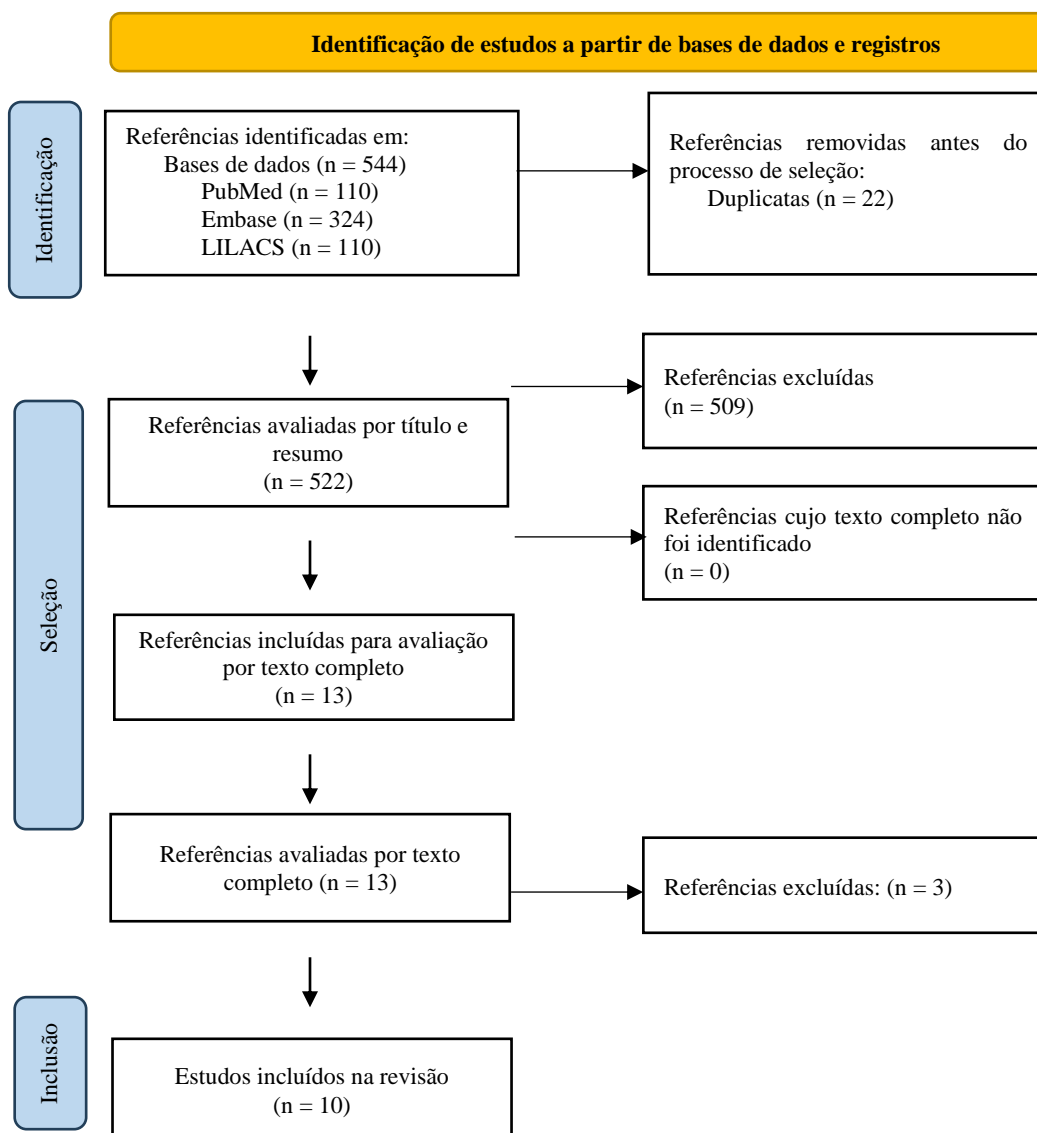 Identificação de estudos a partir de bases de dados e registros
Identificação
Referências identificadas em:
Bases de dados (n = 544)
PubMed (n = 110)
Embase (n = 324)
LILACS (n = 110)
Referências removidas antes do
processo de seleção:
Duplicatas (n = 22)
Seleção
Referências avaliadas por título e
resumo
(n = 522)
Referências excluídas
(n = 509)
Referências cujo texto completo não
foi identificado
(n = 0)
Referências incluídas para avaliação
por texto completo
(n = 13)
Referências avaliadas por texto
completo (n = 13)
Referências excluídas: (n = 3)
Inclusão
Estudos incluídos na revisão
(n = 10)